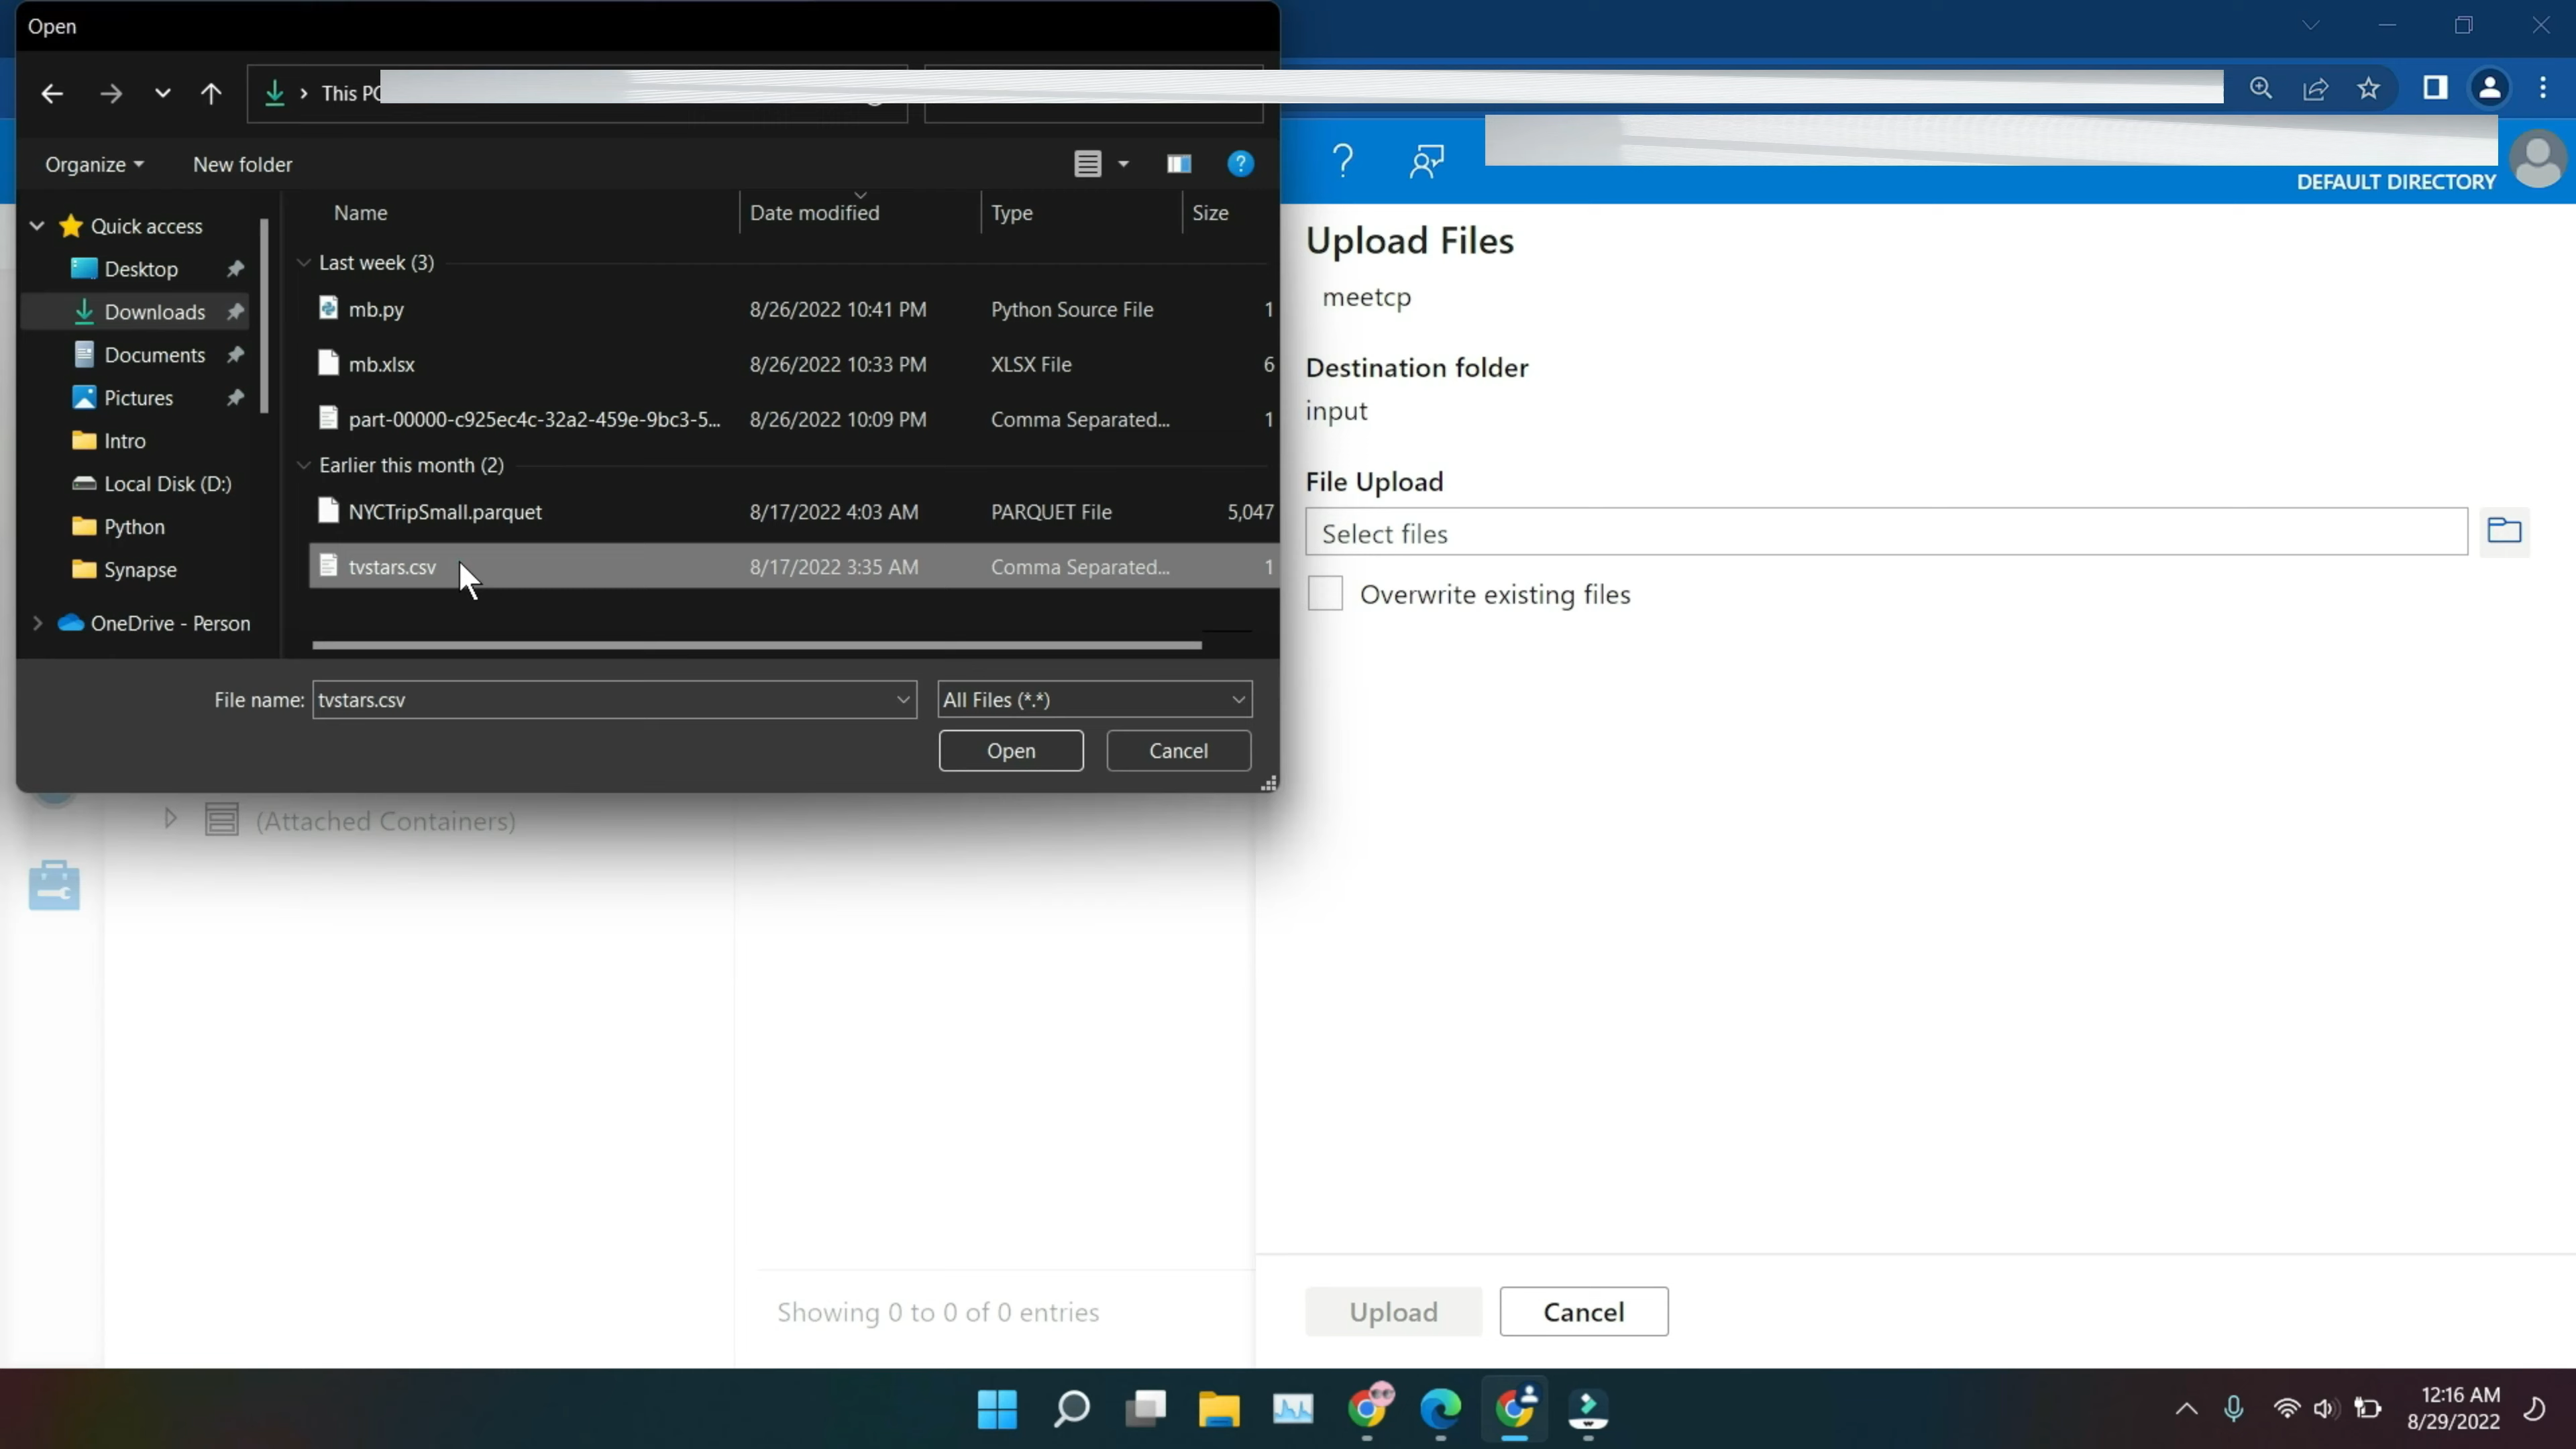 Open
This PC
Organize
New folder
Name
Date modified
Type
Size
Quick access
Desktop
Downloads
Documents
Pictures
Intro
Local Disk (D:)
Python
Synapse
OneDrive - Person
Last week (3)
mb.py 8/26/2022 10:41 PM Python Source File 1
mb.xlsx 8/26/2022 10:33 PM XLSX File 6
part-00000-c925ec4c-32a2-459e-9bc3-5... 8/26/2022 10:09 PM Comma Separated... 1
Earlier this month (2)
NYCTripSmall.parquet 8/17/2022 4:03 AM PARQUET File 5,047
tvstars.csv 8/17/2022 3:35 AM Comma Separated... 1
File name: tvstars.csv
All Files (*.*)
Open
Cancel
(Attached Containers)
Showing 0 to 0 of 0 entries
DEFAULT DIRECTORY
Upload Files
meetcp
Destination folder
input
File Upload
Select files
Overwrite existing files
Upload
Cancel
12:16 AM
8/29/2022